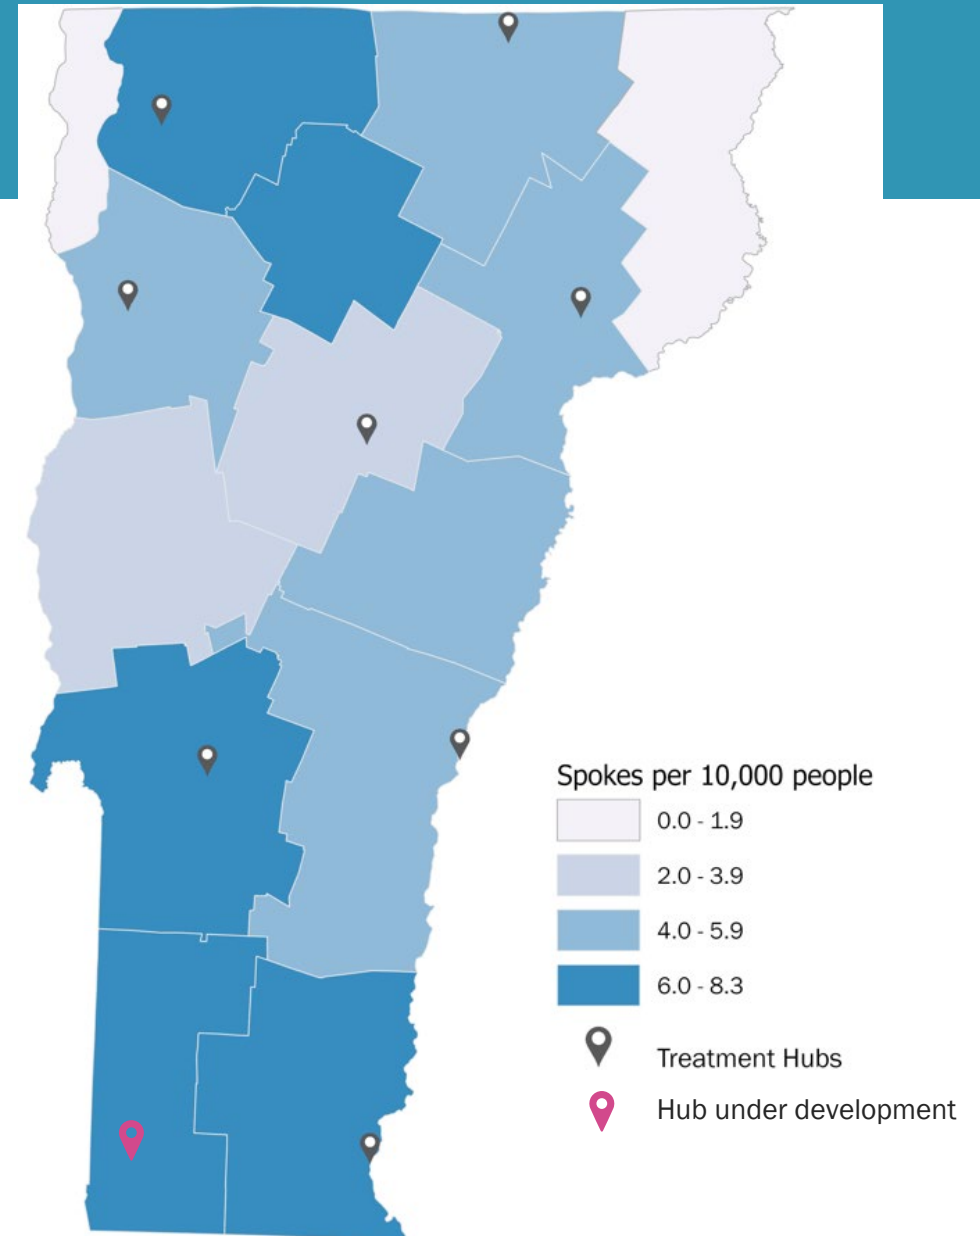 Spokes per 10,000 people
0.0 - 1.9
2.0 - 3.9
4.0 - 5.9
6.0 - 8.3
Treatment Hubs
Hub under development